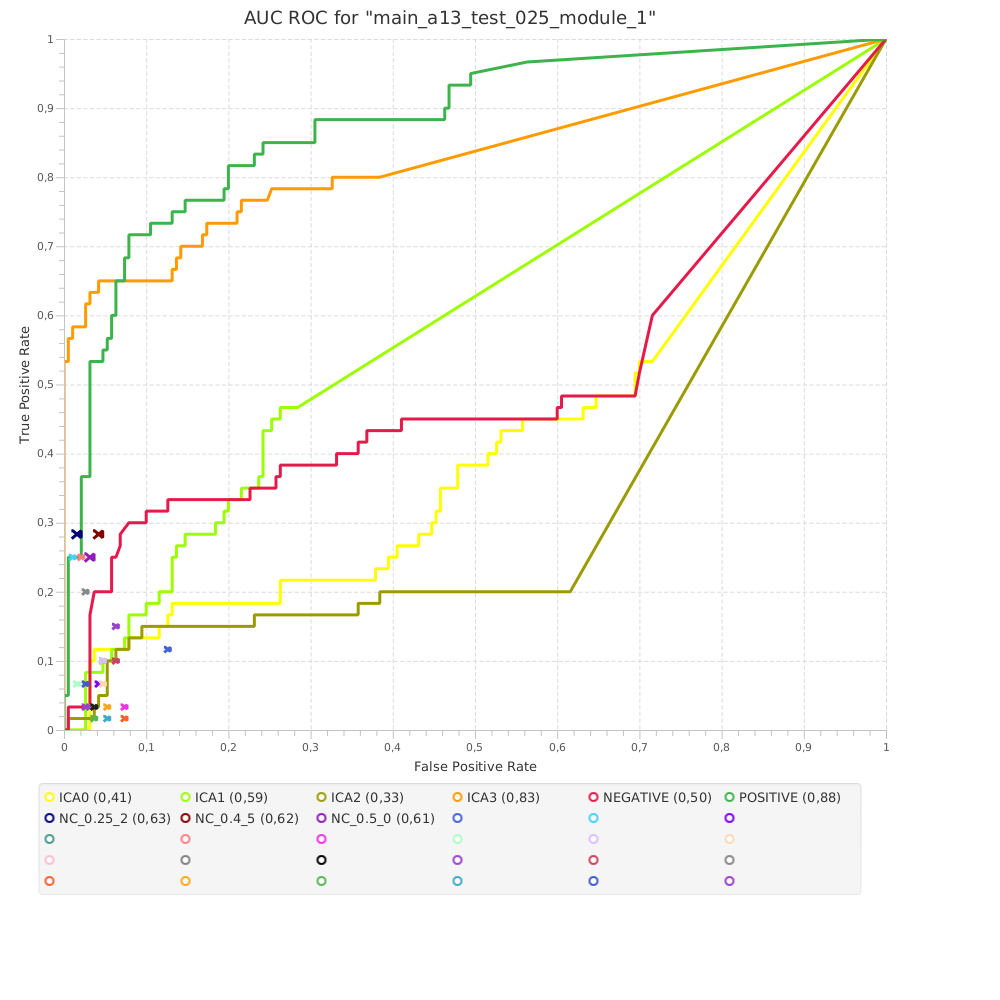 AUC ROC for "main_a13_test_025_module_1"
1
0,9
0,8
0,7
0,6
0,5
0,4
0,3
0,2
0,1
0
True Positive Rate
0 0,1 0,2 0,3 0,4 0,5 0,6 0,7 0,8 0,9 1
False Positive Rate
ICA0 (0,41) ICA1 (0,59) ICA2 (0,33) ICA3 (0,83) NEGATIVE (0,50) POSITIVE (0,88)
NC_0.25_2 (0,63) NC_0.4_5 (0,62) NC_0.5_0 (0,61)